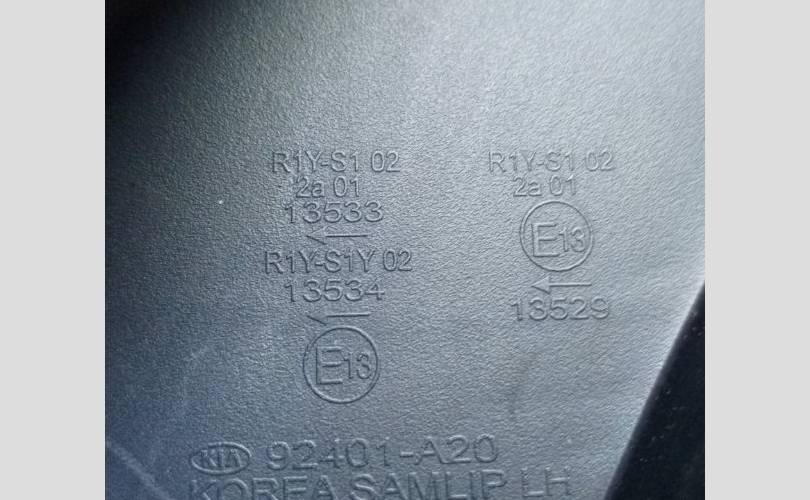 R1Y-S1 02
2a 01
13533
R1Y-S1Y 02
13534
E13
R1Y-S1 02
2a 01
E13
13529
KIA 92401-A20
KOREA SAMLIP LH